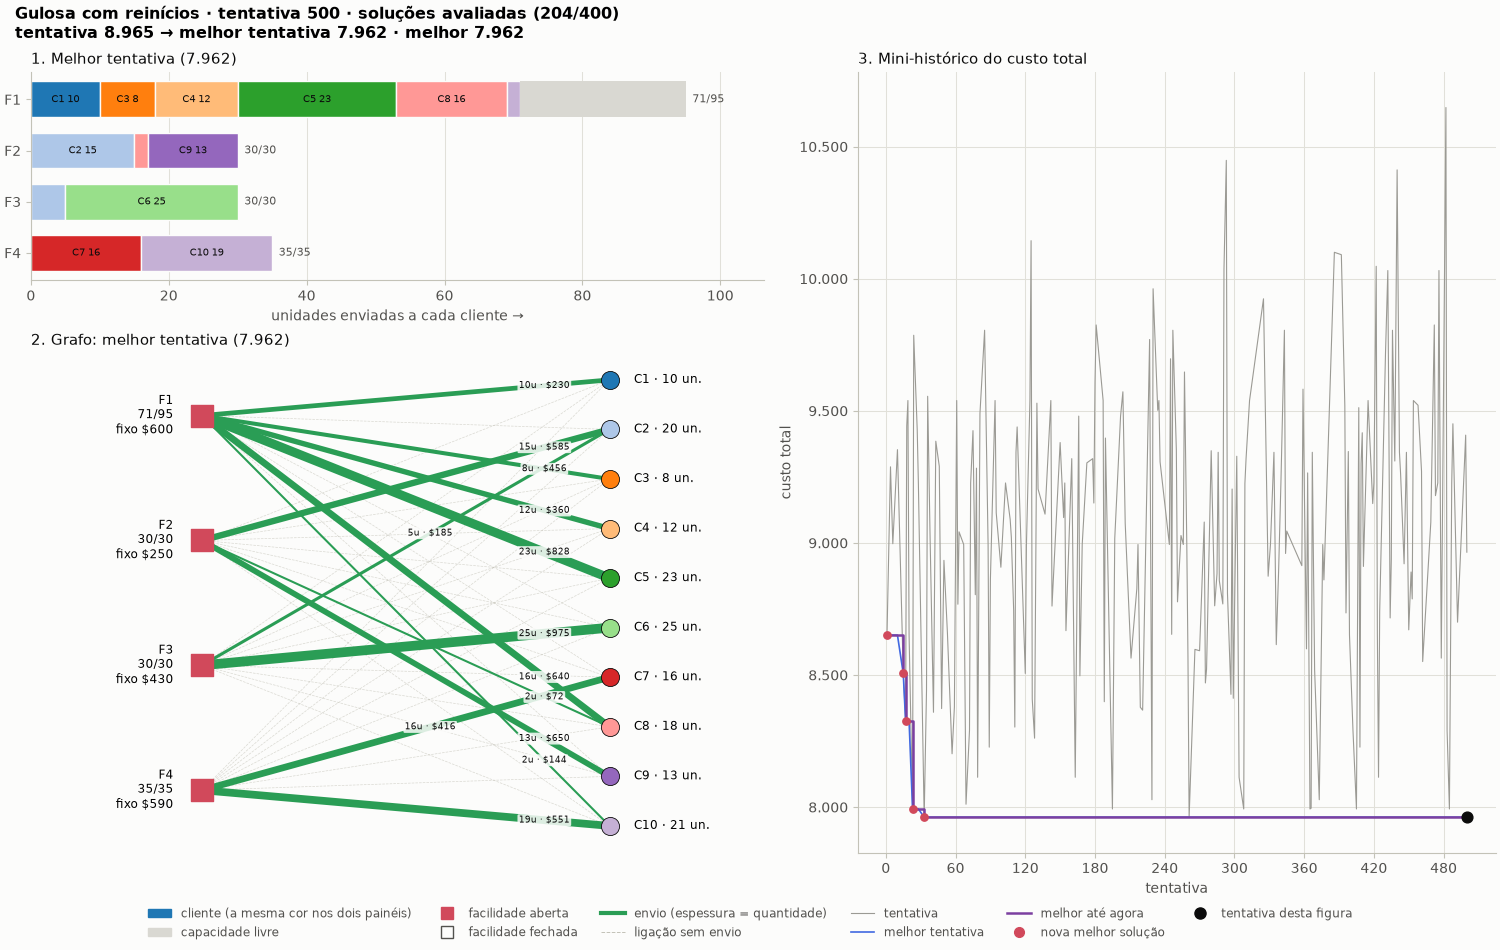 Gulosa com reinícios · tentativa 500 · soluções avaliadas (204/400)
tentativa 8.965 → melhor tentativa 7.962 · melhor 7.962
1. Melhor tentativa (7.962)
F1
C1 10
C3 8
C4 12
C5 23
C8 16
71/95
F2
C2 15
C9 13
30/30
F3
C6 25
30/30
F4
C7 16
C10 19
35/35
0
20
40
60
80
100
unidades enviadas a cada cliente →
2. Grafo: melhor tentativa (7.962)
F1
71/95
fixo $600
F2
30/30
fixo $250
F3
30/30
fixo $430
F4
35/35
fixo $590
10u · $230
15u · $585
8u · $456
12u · $360
5u · $185
23u · $828
25u · $975
16u · $640
2u · $72
16u · $416
13u · $650
2u · $144
19u · $551
C1 · 10 un.
C2 · 20 un.
C3 · 8 un.
C4 · 12 un.
C5 · 23 un.
C6 · 25 un.
C7 · 16 un.
C8 · 18 un.
C9 · 13 un.
C10 · 21 un.
3. Mini-histórico do custo total
10.500
10.000
9.500
9.000
8.500
8.000
custo total
0
60
120
180
240
300
360
420
480
tentativa
cliente (a mesma cor nos dois painéis)
capacidade livre
facilidade aberta
facilidade fechada
envio (espessura = quantidade)
ligação sem envio
tentativa
melhor tentativa
melhor até agora
nova melhor solução
tentativa desta figura